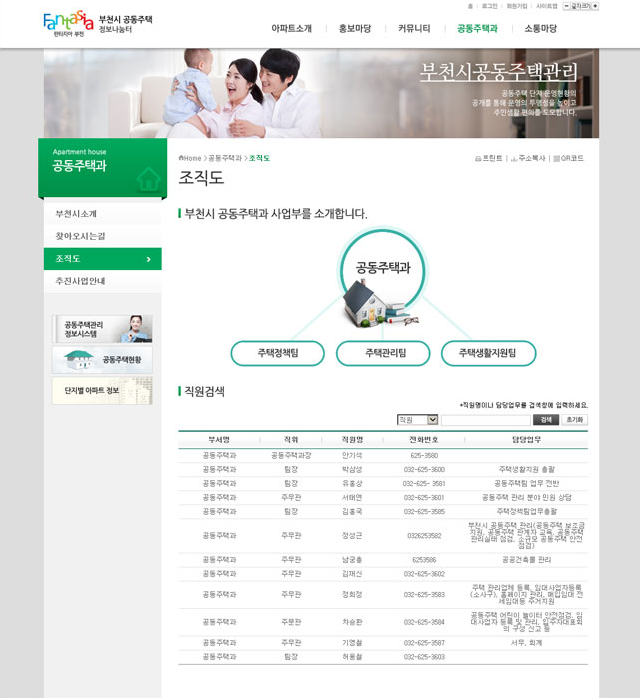 홈 로그인 회원가입 사이트맵 글자크기
Fantasia
판타지아 부천
부천시 공동주택
정보나눔터
아파트소개 홍보마당 커뮤니티 공동주택과 소통마당
부천시공동주택관리
공동주택 단지 운영현황의
공개를 통해 운영의 투명성을 높이고
주민생활 편의를 도모합니다.
Apartment house
공동주택과
Home > 공동주택과 > 조직도
프린트 주소복사 QR코드
조직도
부천시소개
찾아오시는길
조직도
추진사업안내
공동주택관리
정보시스템
공동주택현황
단지별 아파트 정보
부천시 공동주택과 사업부를 소개합니다.
공동주택과
주택정책팀 주택관리팀 주택생활지원팀
직원검색
*직원명이나 담당업무를 검색창에 입력하세요.
직원 검색 초기화
부서명 직위 직원명 전화번호 담당업무
공동주택과 공동주택과장 안기석 625-3580
공동주택과 팀장 박삼성 032-625-3600 주택생활지원 총괄
공동주택과 팀장 유홍상 032-625- 3581 공동주택팀 업무 전반
공동주택과 주무관 서태연 032-625-3601 공동주택 관리 분야 민원 상담
공동주택과 팀장 김홍국 032-625-3585 주택정책팀업무총괄
공동주택과 주무관 정성근 0326253582 부천시 공동주택 관리(공동주택 보조금
지원, 공동주택 관계자 교육, 공동주택
관리실태 점검, 소규모 공동주택 안전
점검)
공동주택과 주무관 남궁총 6253586 공공건축물 관리
공동주택과 주무관 김재신 032-625-3602
공동주택과 주무관 정희정 032-625-3583 주택 관리업체 등록, 임대사업자등록
(소사구), 홈페이지 관리, 매입임대 전
세임대등 주거지원
공동주택과 주무관 차승환 032-625-3584 공동주택 어린이 놀이터 안전점검, 임
대사업자 등록 및 관리, 입주자대표회
의 구성 신고 등
공동주택과 주무관 기영철 032-625-3587 서무, 회계
공동주택과 팀장 허홍철 032-625-3603